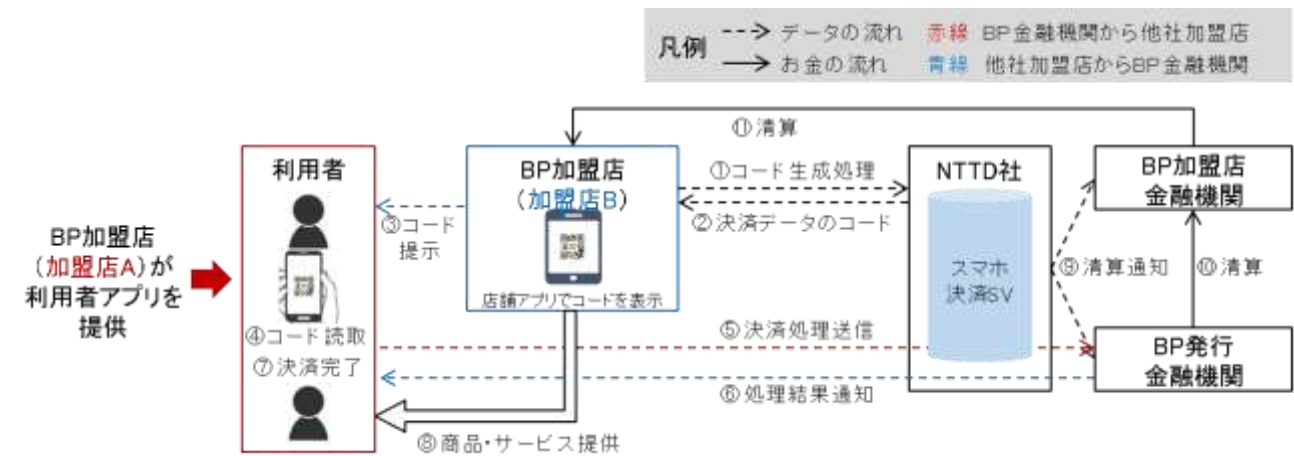 凡例
データの流れ 赤線 BP金融機関から他社加盟店
お金の流れ 青線 他社加盟店からBP金融機関
BP加盟店
(加盟店A)が
利用者アプリを
提供
利用者
④コード読取
⑦決済完了
③コード
提示
BP加盟店
(加盟店B)
店舗アプリでコードを表示
⑪清算
①コード生成処理
②決済データのコード
⑤決済処理送信
⑥処理結果通知
⑧商品・サービス提供
NTTD社
スマホ
決済SV
⑨清算通知
⑩清算
BP加盟店
金融機関
BP発行
金融機関